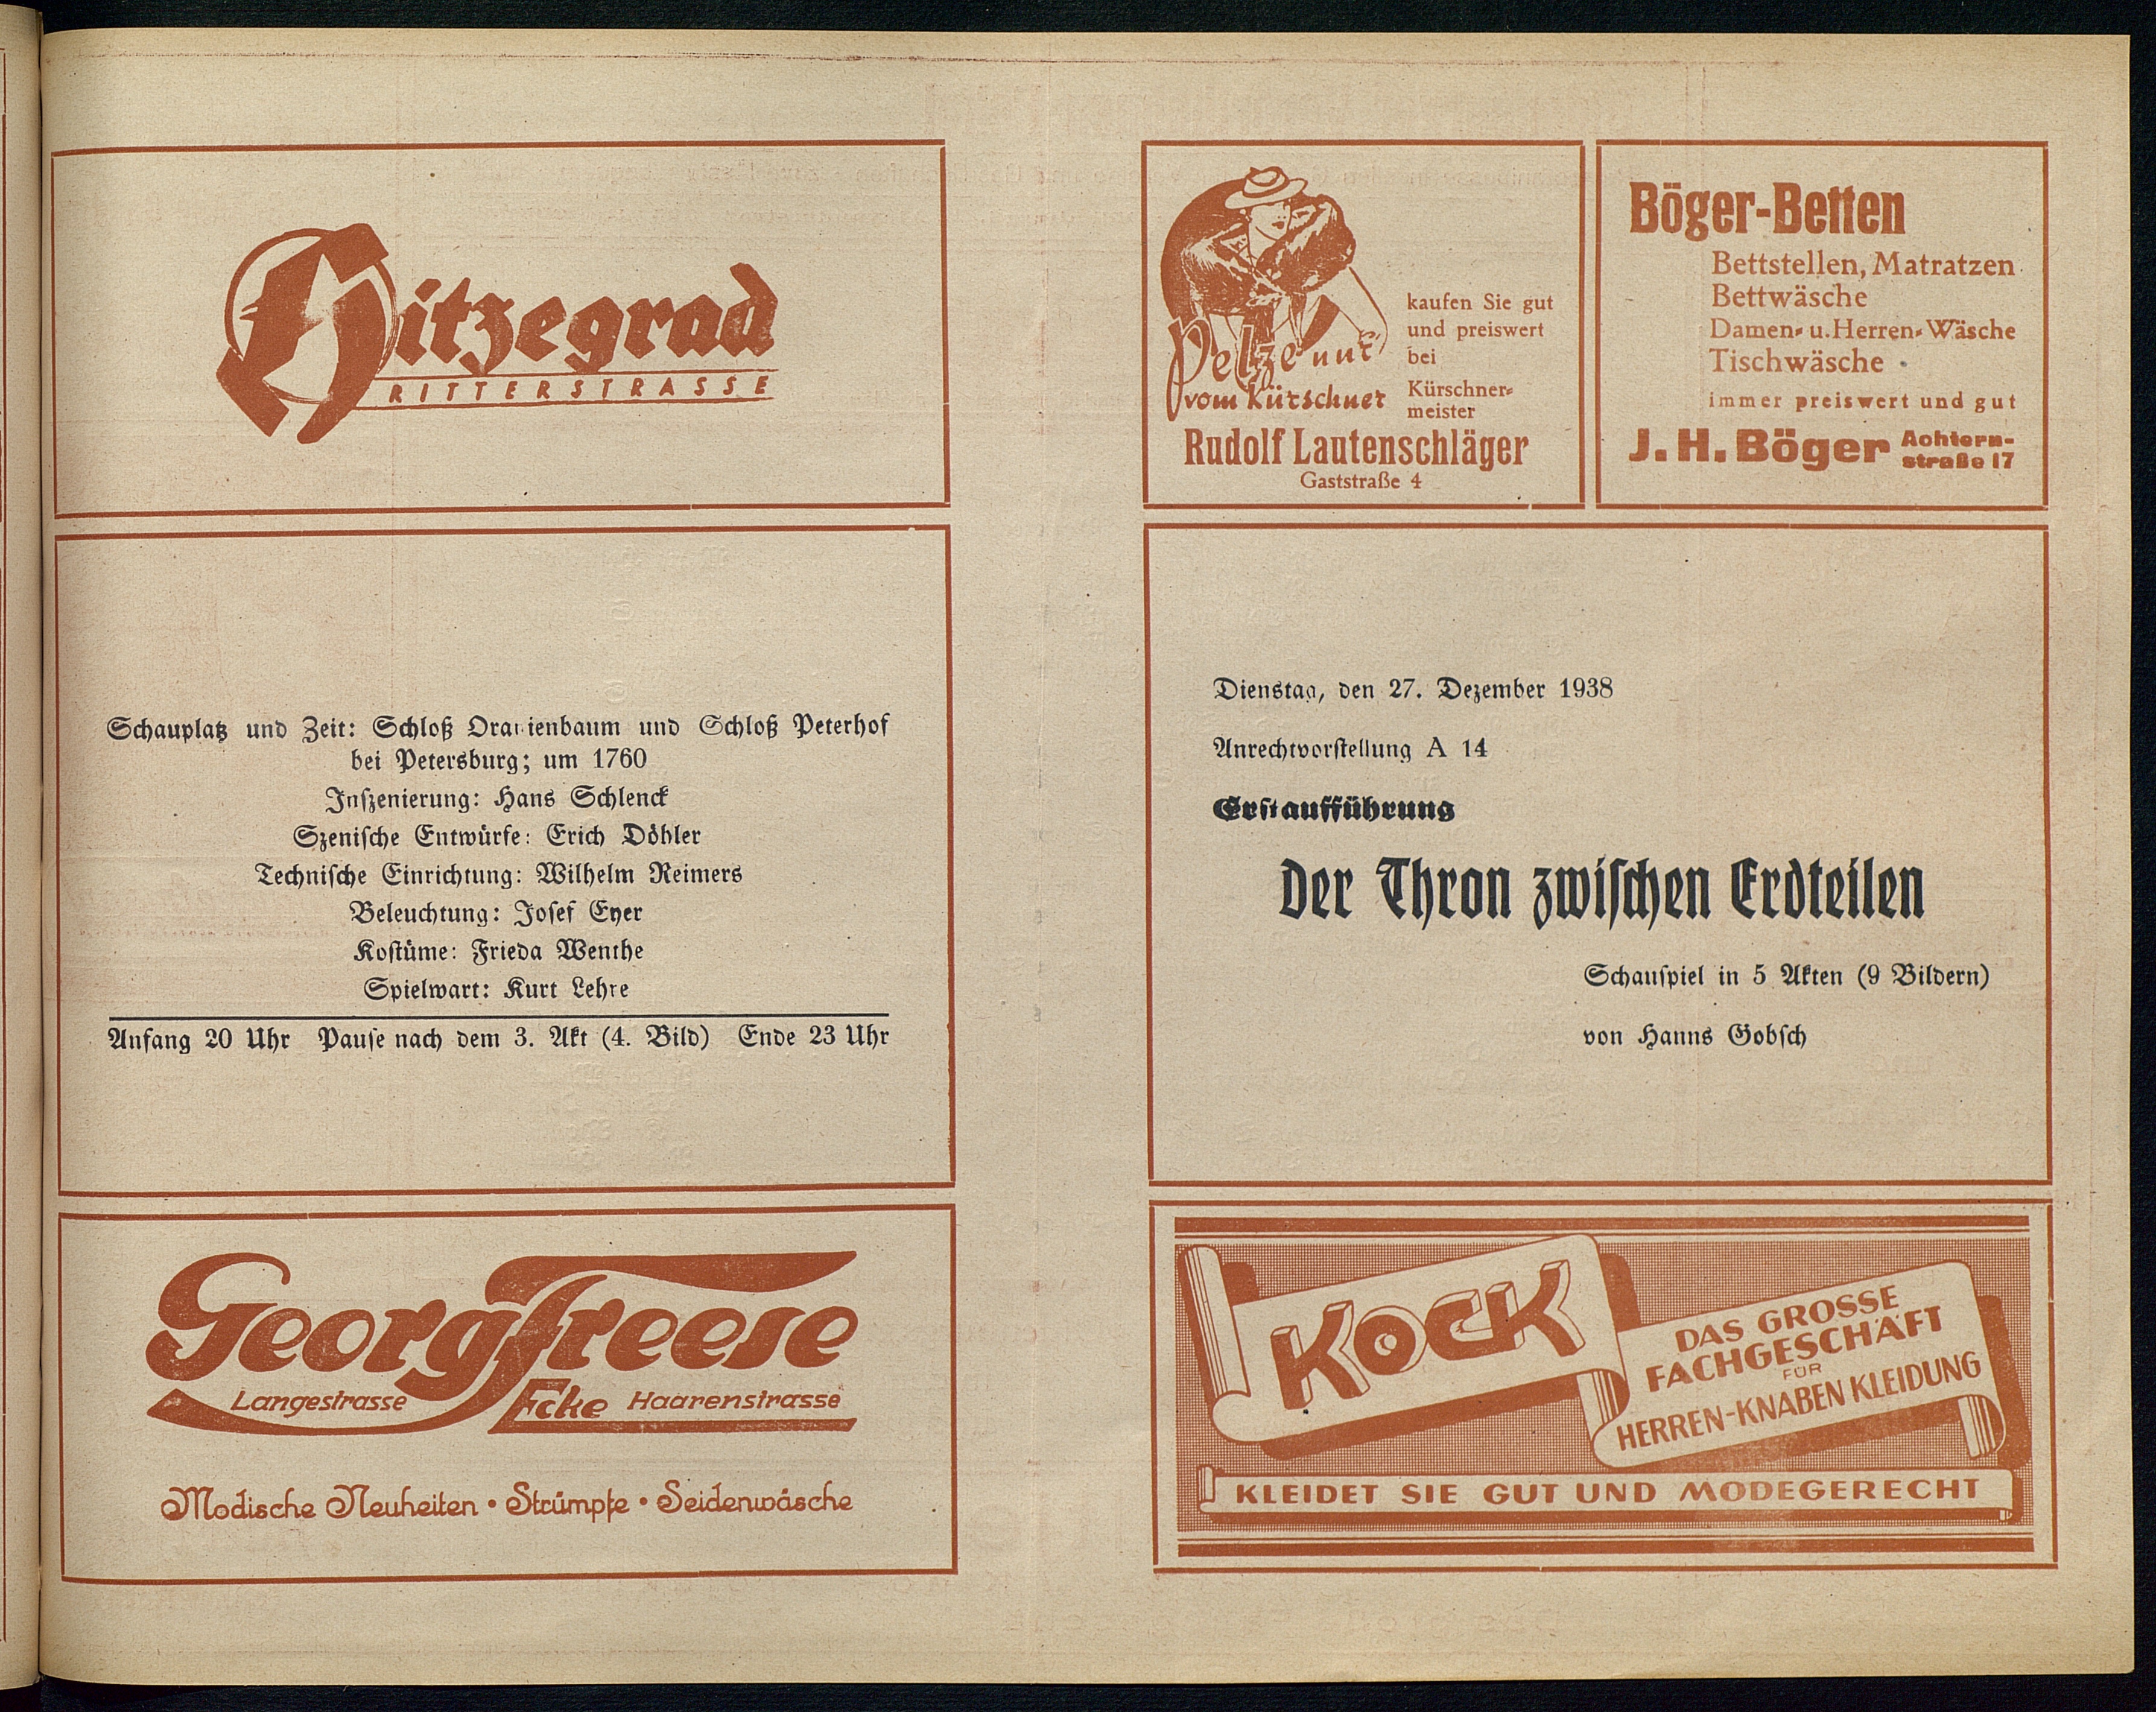 Hitzegrad
RITTERSTRASSE
Schauplatz und Zeit: Schloß Oranienbaum und Schloß Peterhof
bei Petersburg; um 1760
Inszenierung: Hans Schlenck
Szenische Entwürfe: Erich Döhler
Technische Einrichtung: Wilhelm Reimers
Beleuchtung: Josef Eyer
Kostüme: Frieda Wenthe
Spielwart: Kurt Lehre
Anfang 20 Uhr Pause nach dem 3. Akt (4. Bild) Ende 23 Uhr
Georg Freese
Langestrasse Ecke Haarenstrasse
Modische Neuheiten • Strümpfe • Seidenwäsche
Pelze nur
vom Kürschner
kaufen Sie gut
und preiswert
bei
Kürschner-
meister
Rudolf Lautenschläger
Gaststraße 4
Böger-Betten
Bettstellen, Matratzen
Bettwäsche
Damen- u. Herren-Wäsche
Tischwäsche
immer preiswert und gut
J. H. Böger Achtern-
straße 17
Dienstag, den 27. Dezember 1938
Anrechtvorstellung A 14
Erstaufführung
Der Thron zwischen Erdteilen
Schauspiel in 5 Akten (9 Bildern)
von Hanns Gobsch
KOCK
DAS GROSSE
FACHGESCHÄFT
FÜR
HERREN-KNABEN KLEIDUNG
KLEIDET SIE GUT UND MODEGERECHT